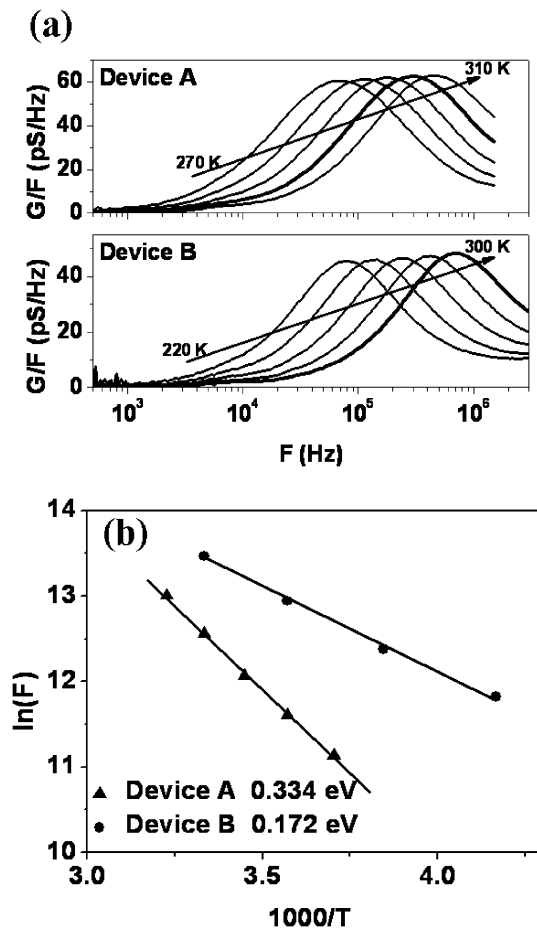 (a)
Device A
310 K
270 K
60
40
20
0
G/F (pS/Hz)
Device B
300 K
220 K
40
20
0
G/F (pS/Hz)
10³ 10⁴ 10⁵ 10⁶
F (Hz)
(b)
14
13
12
11
10
ln(F)
Device A 0.334 eV
Device B 0.172 eV
3.0 3.5 4.0
1000/T